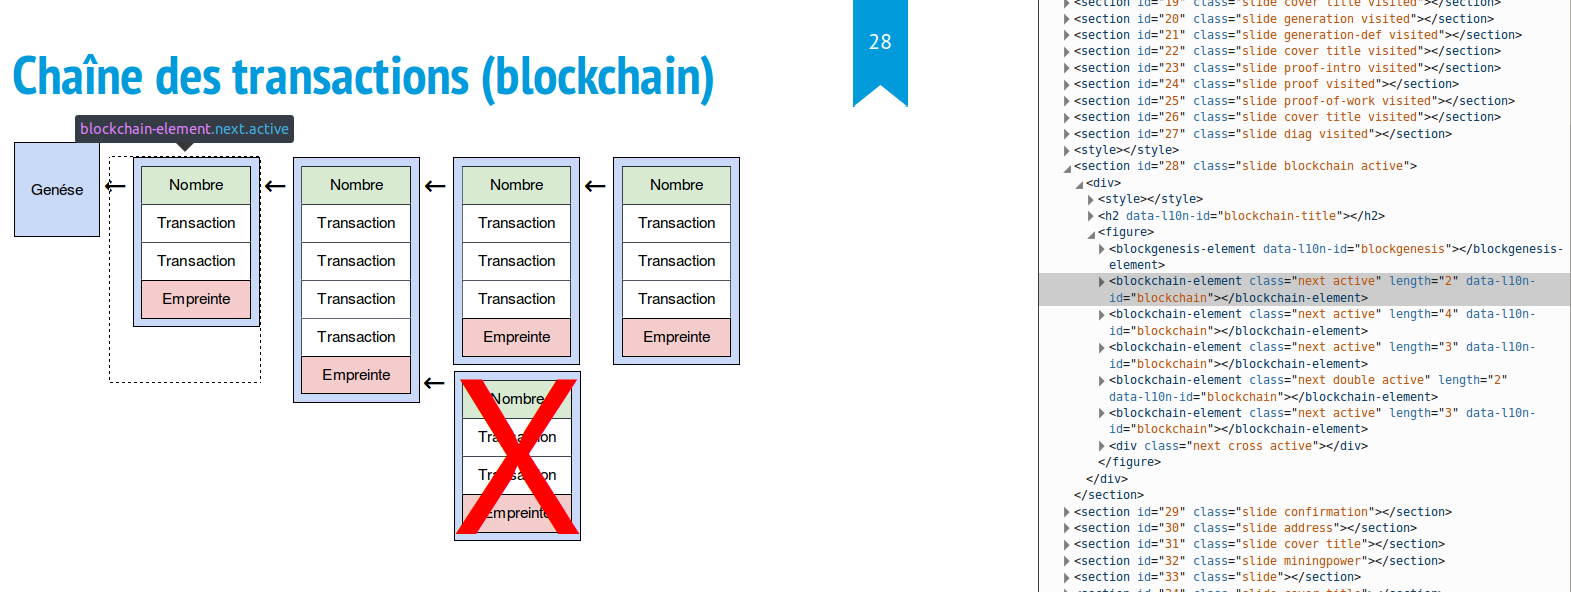 28
Chaîne des transactions (blockchain)
blockchain-element.next.active
Genése
←
Nombre
Transaction
Transaction
Empreinte
←
Nombre
Transaction
Transaction
Transaction
Transaction
Empreinte
←
Nombre
Transaction
Transaction
Transaction
Empreinte
←
Nombre
Transaction
Transaction
Transaction
Empreinte
←
Nombre
Transaction
Transaction
Empreinte
<section id="19" class="slide cover title visited"></section>
<section id="20" class="slide generation visited"></section>
<section id="21" class="slide generation-def visited"></section>
<section id="22" class="slide cover title visited"></section>
<section id="23" class="slide proof-intro visited"></section>
<section id="24" class="slide proof visited"></section>
<section id="25" class="slide proof-of-work visited"></section>
<section id="26" class="slide cover title visited"></section>
<section id="27" class="slide diag visited"></section>
<style></style>
<section id="28" class="slide blockchain active">
<div>
<style></style>
<h2 data-l10n-id="blockchain-title"></h2>
<figure>
<blockgenesis-element data-l10n-id="blockgenesis"></blockgenesis-
element>
<blockchain-element class="next active" length="2" data-l10n-
id="blockchain"></blockchain-element>
<blockchain-element class="next active" length="4" data-l10n-
id="blockchain"></blockchain-element>
<blockchain-element class="next active" length="3" data-l10n-
id="blockchain"></blockchain-element>
<blockchain-element class="next double active" length="2"
data-l10n-id="blockchain"></blockchain-element>
<blockchain-element class="next active" length="3" data-l10n-
id="blockchain"></blockchain-element>
<div class="next cross active"></div>
</figure>
</div>
</section>
<section id="29" class="slide confirmation"></section>
<section id="30" class="slide address"></section>
<section id="31" class="slide cover title"></section>
<section id="32" class="slide miningpower"></section>
<section id="33" class="slide"></section>